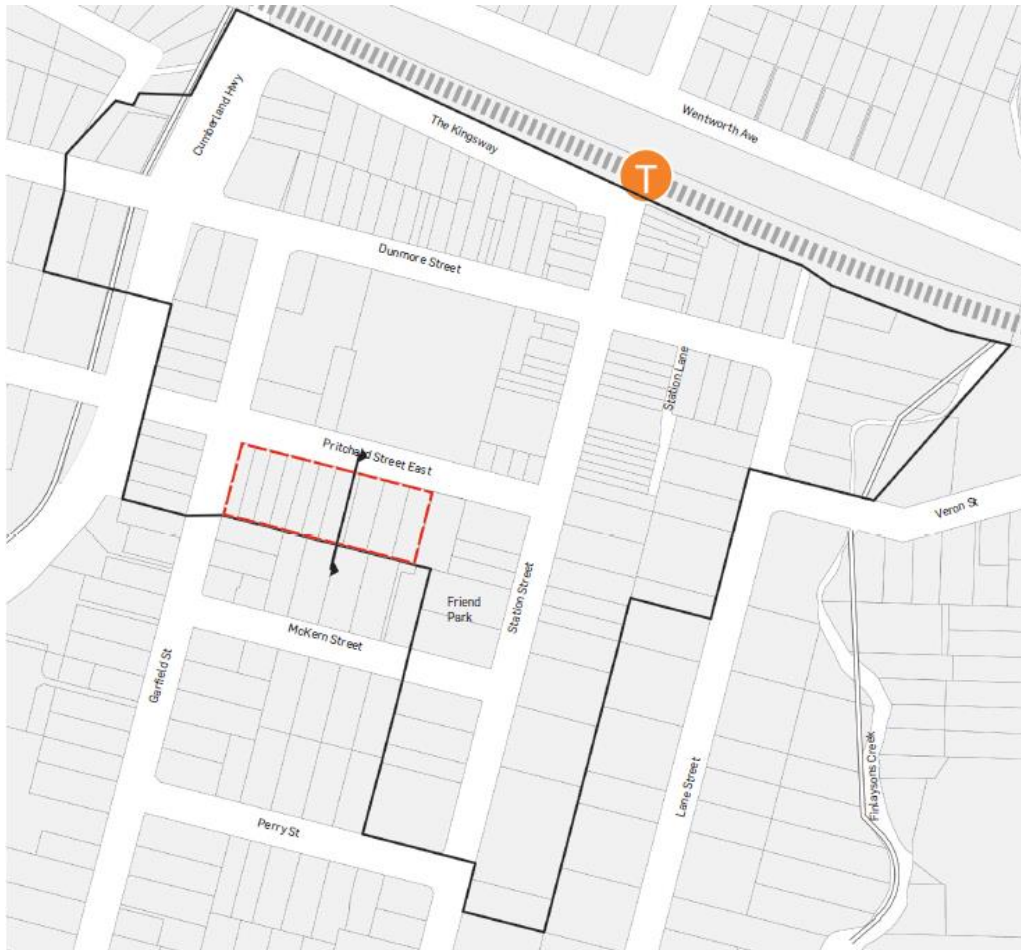 Wentworth Ave
Cumberland Hwy
The Kingsway
T
Dunmore Street
Station Lane
Pritchard Street East
Veron St
Friend
Park
Station Street
McKern Street
Garfield St
Lane Street
Finlaysons Creek
Perry St